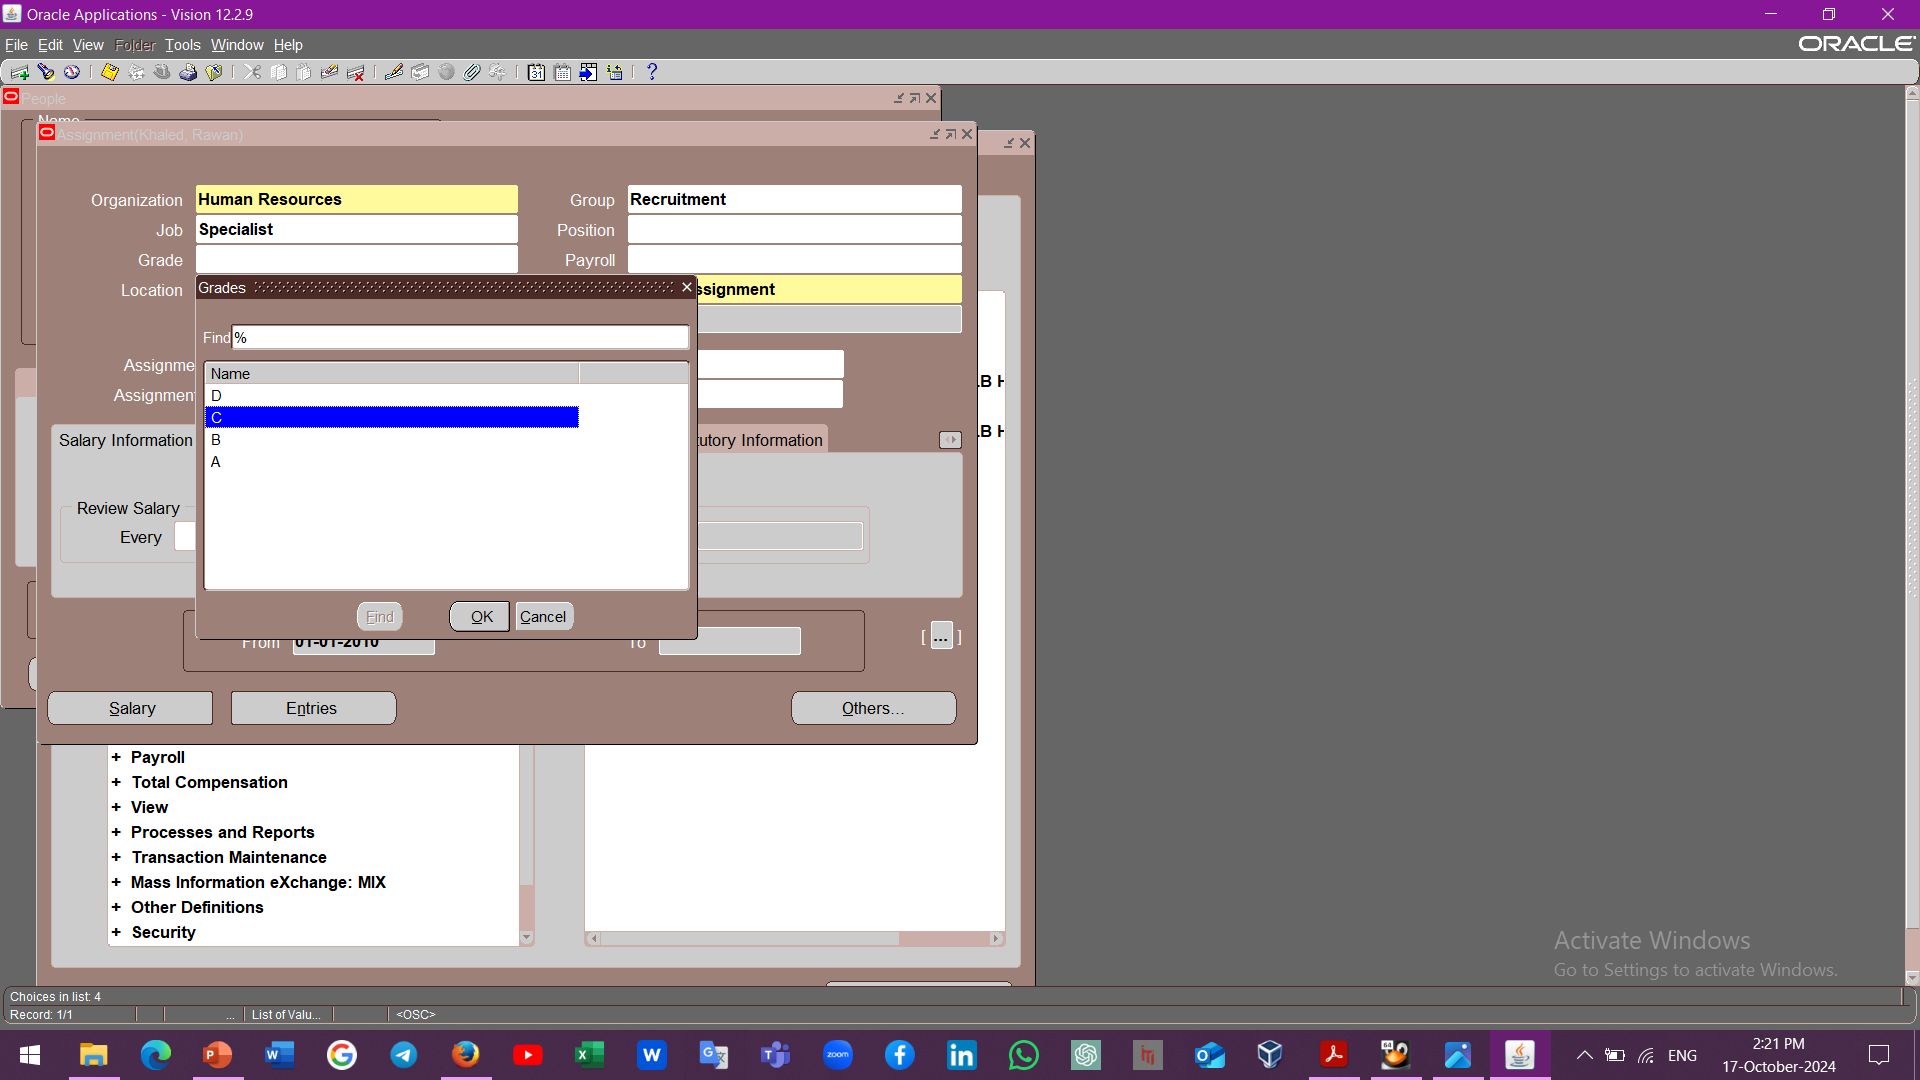 Oracle Applications - Vision 12.2.9
File Edit View Folder Tools Window Help
ORACLE
People
Name
Assignment(Khaled, Rawan)
Organization Human Resources Group Recruitment
Job Specialist Position
Grade Payroll
Location ssignment
Grades
Find %
Name
D
C
B
A
Find OK Cancel
Assignme
Assignment
.B H
.B H
Salary Information utory Information
Review Salary
Every
From 01-01-2010 To
[ ... ]
Salary Entries Others...
+ Payroll
+ Total Compensation
+ View
+ Processes and Reports
+ Transaction Maintenance
+ Mass Information eXchange: MIX
+ Other Definitions
+ Security
Activate Windows
Go to Settings to activate Windows.
Choices in list: 4
Record: 1/1 ... List of Valu... <OSC>
zoom
ENG
2:21 PM
17-October-2024